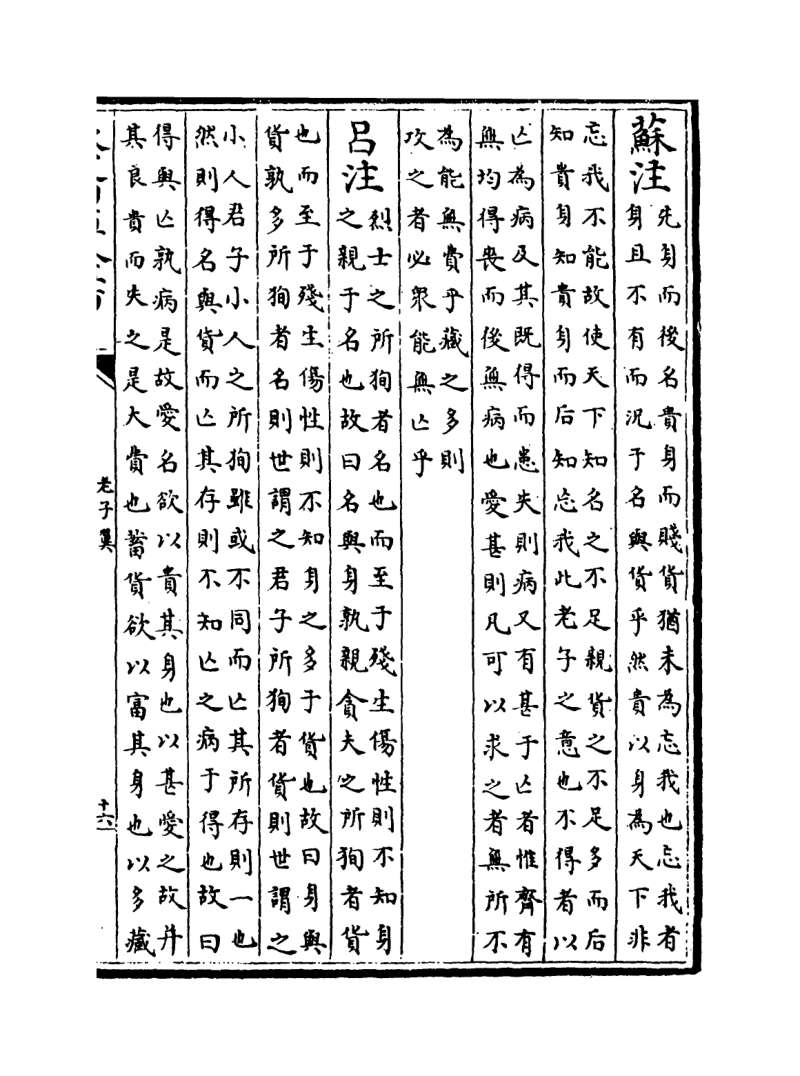 蘇注
先身而後名貴身而賤貨猶未為忘我也忘我者
身且不有而況于名與貨乎然貴以身為天下非
忘我不能故使天下知名之不足親貨之不足多而后
知貴身知貴身而后知忘我此老子之意也不得者以
亾為病及其既得而患失則病又有甚于亾者惟齊有
無均得喪而後無病也愛甚則凡可以求之者無所不
為能無費乎藏之多則
攻之者必衆能無亾乎
呂注
烈士之所狥者名也而至于殘生傷性則不知身
之親于名也故曰名與身孰親貪夫之所狥者貨
也而至于殘生傷性則不知身之多于貨也故曰身與
貨孰多所狥者名則世謂之君子所狥者貨則世謂之
小人君子小人之所狥雖或不同而亾其所存則一也
然則得名與貨而亾其存則不知亾之病于得也故曰
得與亾孰病是故愛名欲以貴其身也以甚愛之故并
其良貴而失之是大費也蓄貨欲以富其身也以多藏
老子翼
十六